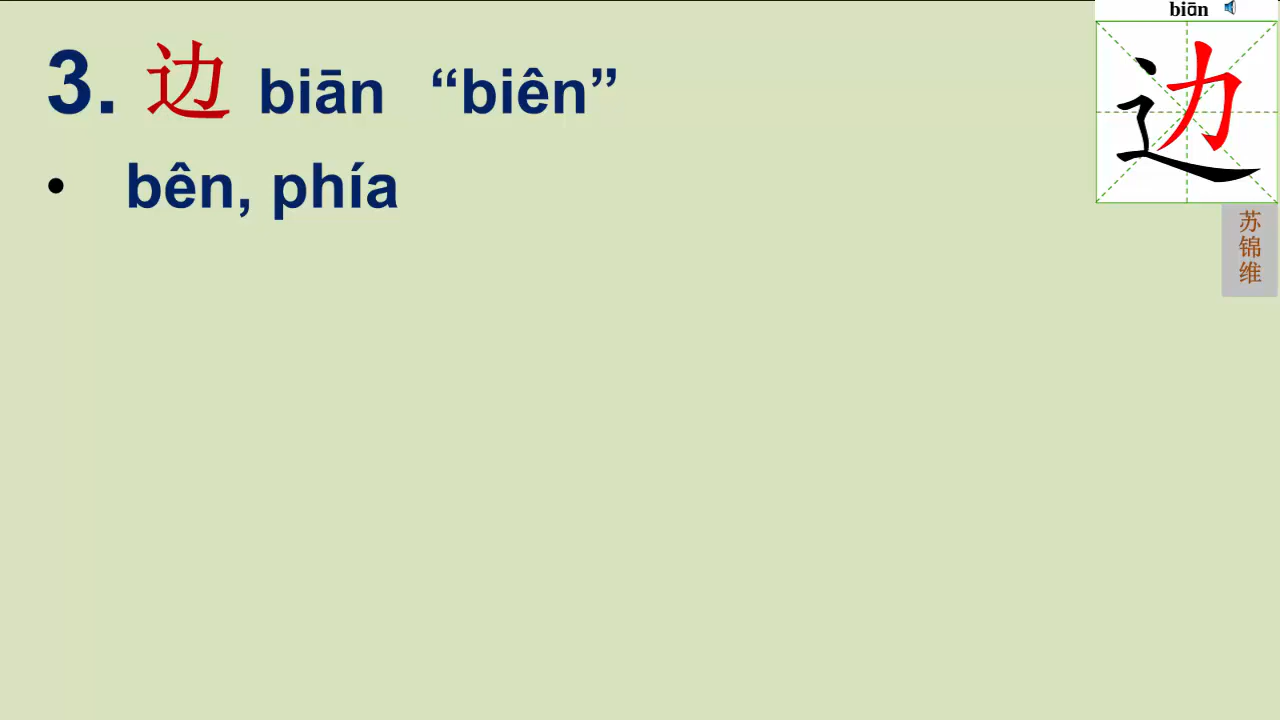 3. 边 biān “biên”
• bên, phía
biān
边
苏
锦
维